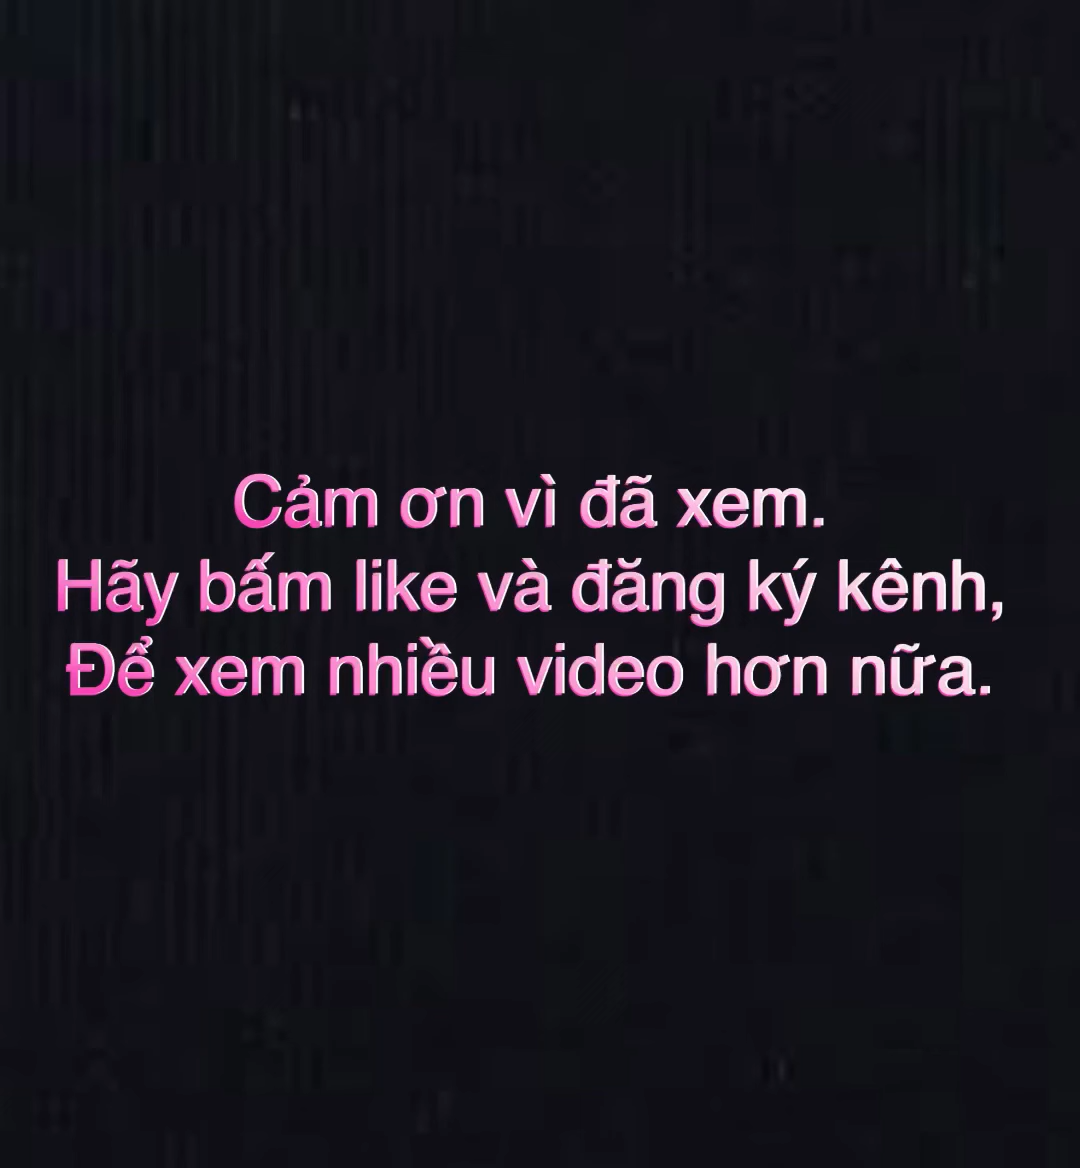 Cảm ơn vì đã xem.
Hãy bấm like và đăng ký kênh,
Để xem nhiều video hơn nữa.